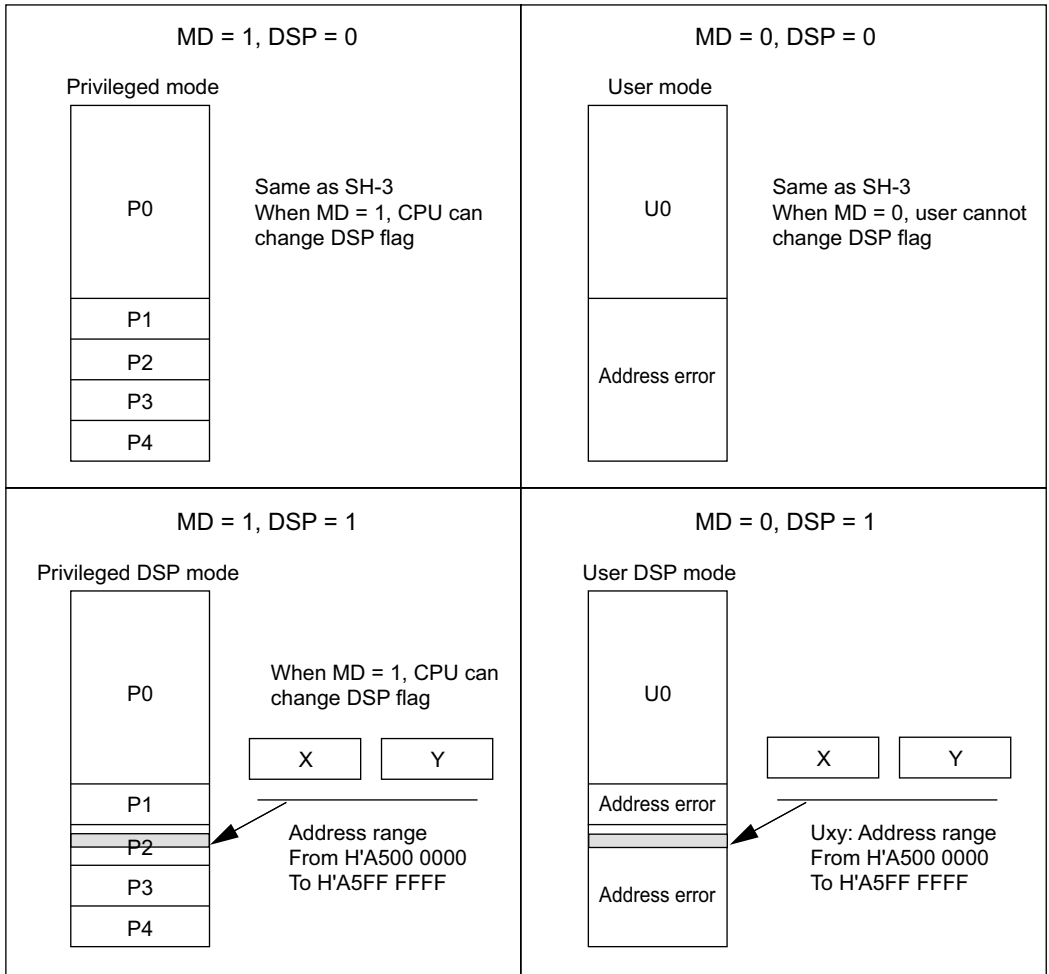 MD = 1, DSP = 0
Privileged mode
P0
Same as SH-3
When MD = 1, CPU can
change DSP flag
P1
P2
P3
P4
MD = 0, DSP = 0
User mode
U0
Same as SH-3
When MD = 0, user cannot
change DSP flag
Address error
MD = 1, DSP = 1
Privileged DSP mode
P0
When MD = 1, CPU can
change DSP flag
X
Y
P1
P2
Address range
From H'A500 0000
To H'A5FF FFFF
P3
P4
MD = 0, DSP = 1
User DSP mode
U0
X
Y
Address error
Uxy: Address range
From H'A500 0000
To H'A5FF FFFF
Address error